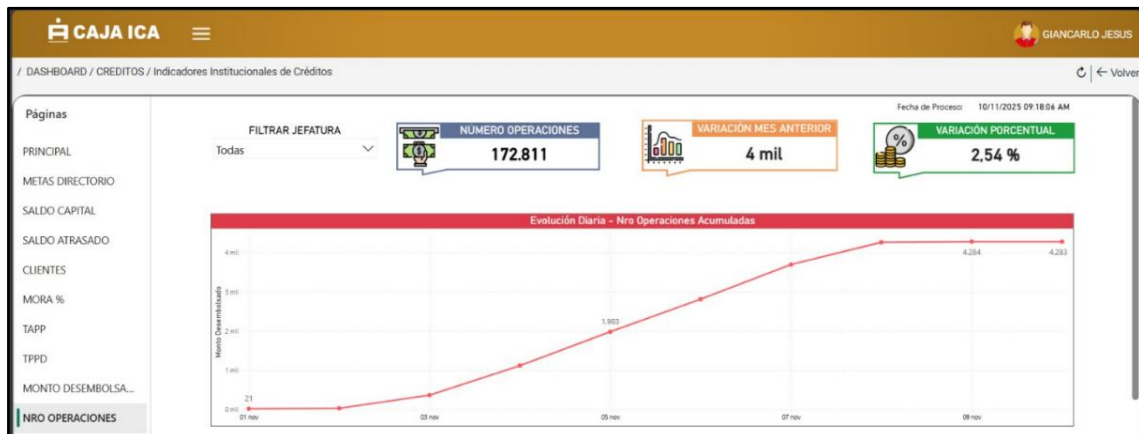 CAJA ICA
GIANCARLO JESUS
/ DASHBOARD / CREDITOS / Indicadores Institucionales de Créditos
Volver
Páginas
PRINCIPAL
METAS DIRECTORIO
SALDO CAPITAL
SALDO ATRASADO
CLIENTES
MORA %
TAPP
TPPD
MONTO DESEMBOLSA...
NRO OPERACIONES
Fecha de Proceso: 10/11/2025 09:18:06 AM
FILTRAR JEFATURA
Todas
NÚMERO OPERACIONES
172.811
VARIACIÓN MES ANTERIOR
4 mil
VARIACIÓN PORCENTUAL
2,54 %
Evolución Diaria - Nro Operaciones Acumuladas
Monto Desembolsado
4 mil
3 mil
2 mil
1 mil
0 mil
21
4.284
4.283
01 nov
03 nov
05 nov
07 nov
09 nov